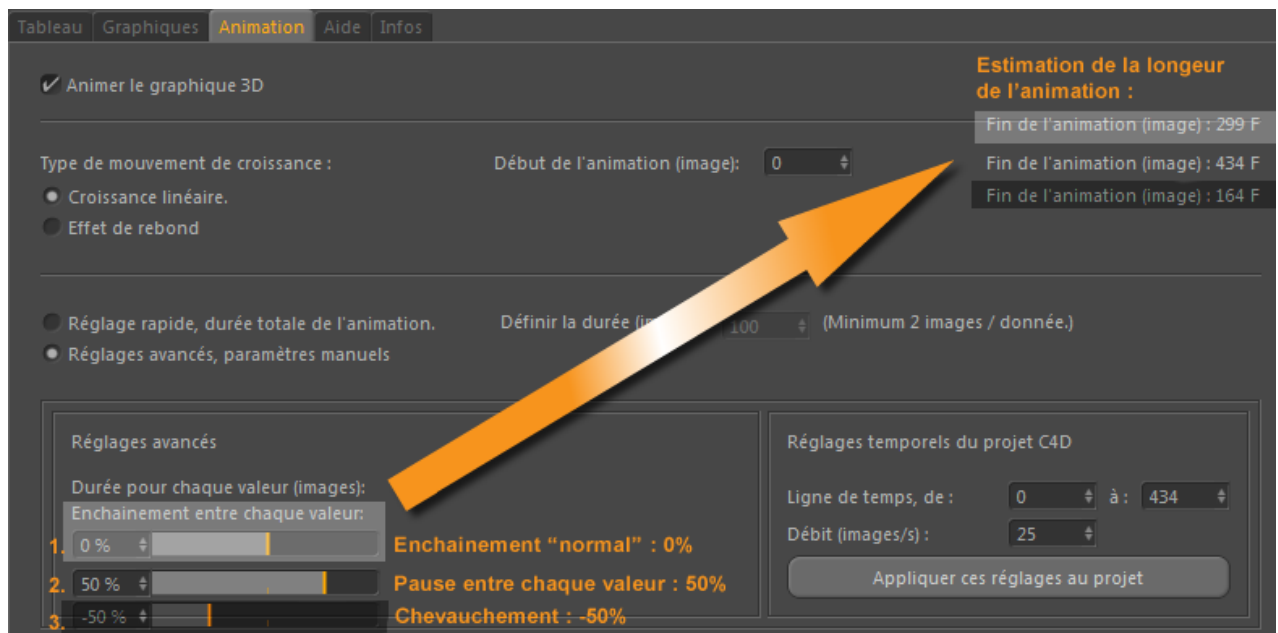 Tableau Graphiques Animation Aide Infos
Animer le graphique 3D
Estimation de la longeur
de l'animation :
Fin de l'animation (image) : 299 F
Type de mouvement de croissance :
Début de l'animation (image): 0
Fin de l'animation (image) : 434 F
Croissance linéaire.
Fin de l'animation (image) : 164 F
Effet de rebond
Réglage rapide, durée totale de l'animation.
Définir la durée 100 (Minimum 2 images / donnée.)
Réglages avancés, paramètres manuels
Réglages avancés
Réglages temporels du projet C4D
Durée pour chaque valeur (images):
Enchainement entre chaque valeur:
Ligne de temps, de : 0 à : 434
1. 0 % Enchainement “normal” : 0%
Débit (images/s) : 25
2. 50 % Pause entre chaque valeur : 50%
Appliquer ces réglages au projet
3. -50 % Chevauchement : -50%